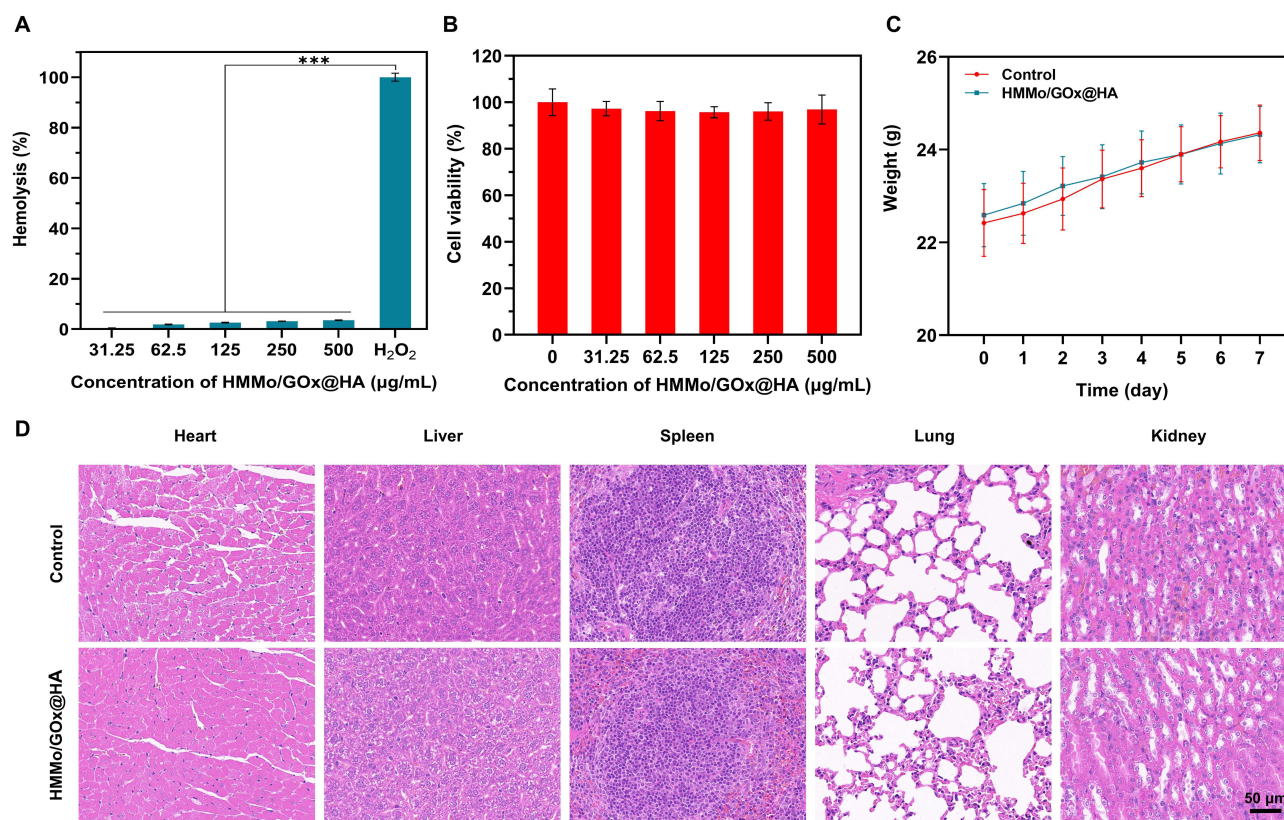 A
Hemolysis (%)
100
80
60
40
20
0
***
31.25 62.5 125 250 500 H₂O₂
Concentration of HMMo/GOx@HA (μg/mL)
B
Cell viability (%)
120
100
80
60
40
20
0
0 31.25 62.5 125 250 500
Concentration of HMMo/GOx@HA (μg/mL)
C
Weight (g)
26
24
22
20
Control
HMMo/GOx@HA
0 1 2 3 4 5 6 7
Time (day)
D
Heart Liver Spleen Lung Kidney
Control
HMMo/GOx@HA
50 μm